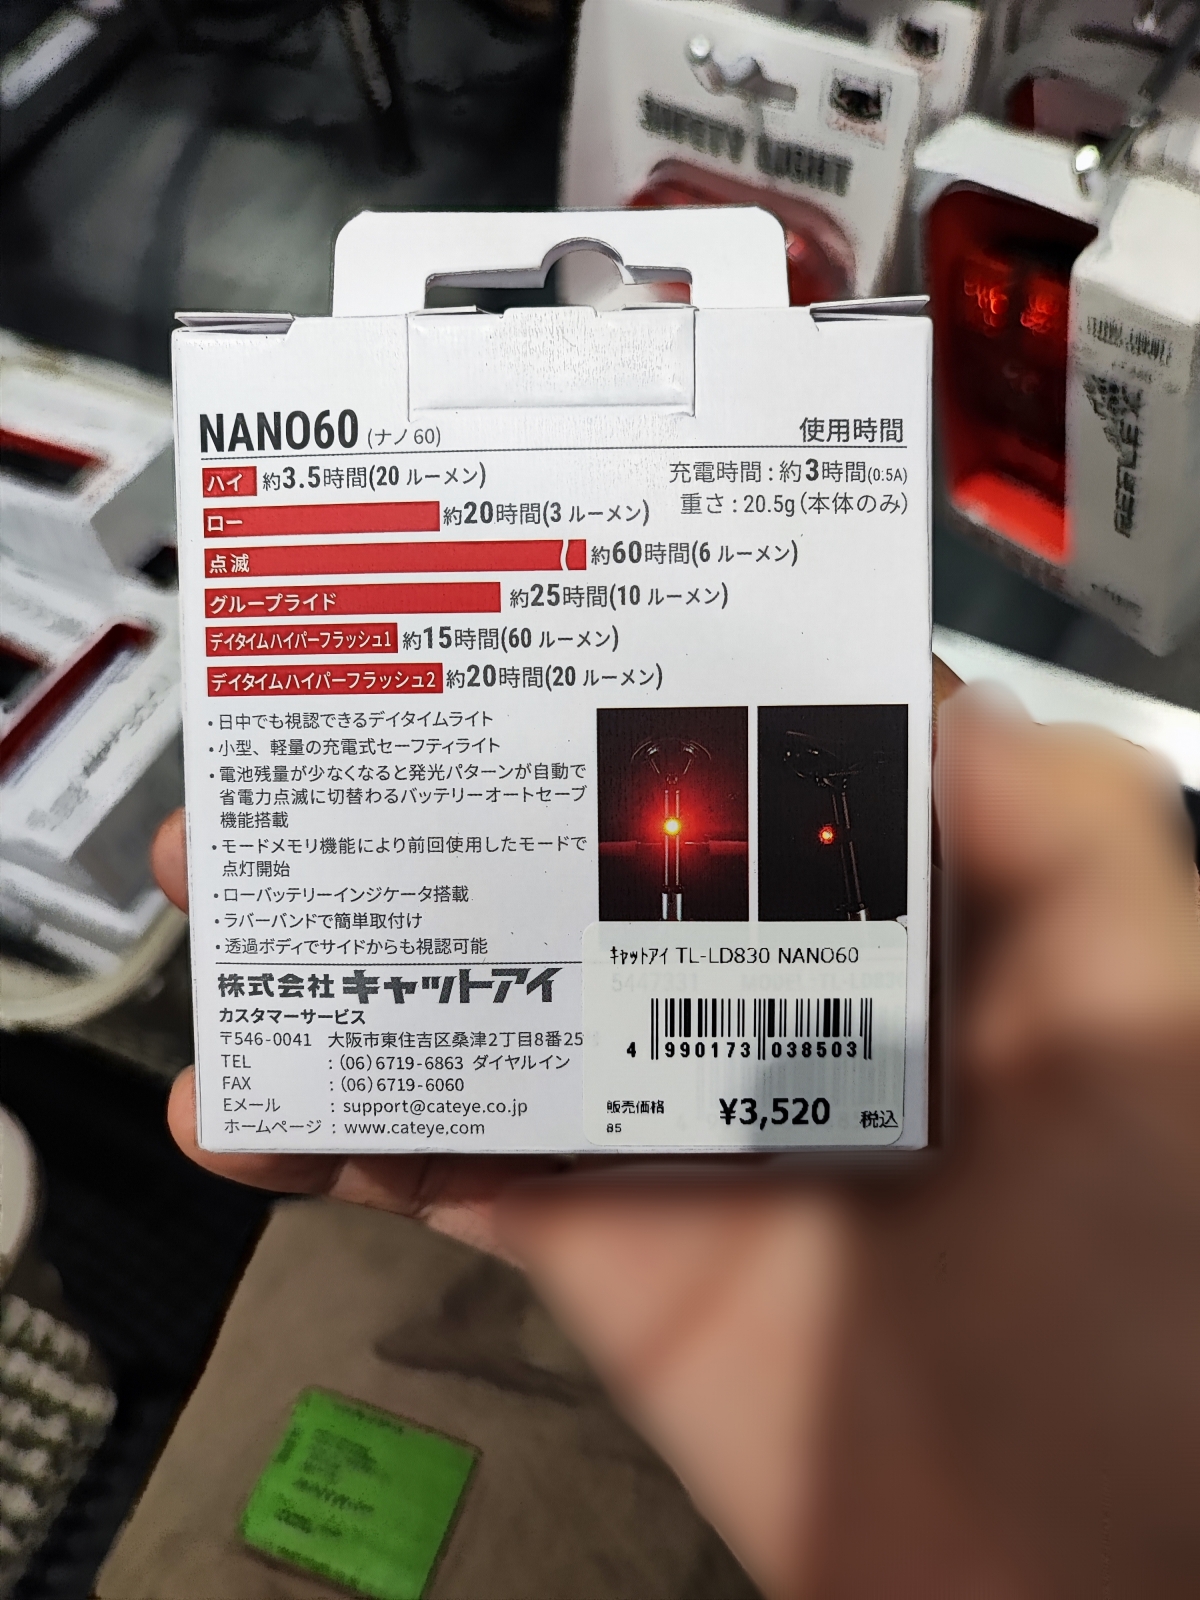 SAFETY LIGHT
NANO60 (ナノ60)
使用時間
ハイ 約3.5時間(20 ルーメン)
充電時間 : 約3時間(0.5A)
ロー 約20時間(3 ルーメン)
重さ : 20.5g(本体のみ)
点滅 約60時間(6 ルーメン)
グループライド 約25時間(10 ルーメン)
デイタイムハイパーフラッシュ1 約15時間(60 ルーメン)
デイタイムハイパーフラッシュ2 約20時間(20 ルーメン)
・日中でも視認できるデイタイムライト
・小型、軽量の充電式セーフティライト
・電池残量が少なくなると発光パターンが自動で
省電力点滅に切替わるバッテリーオートセーブ
機能搭載
・モードメモリ機能により前回使用したモードで
点灯開始
・ローバッテリーインジケータ搭載
・ラバーバンドで簡単取付け
・透過ボディでサイドからも視認可能
株式会社キャットアイ
カスタマーサービス
〒546-0041 大阪市東住吉区桑津2丁目8番25
TEL : (06)6719-6863 ダイヤルイン
FAX : (06)6719-6060
Eメール : support@cateye.co.jp
ホームページ : www.cateye.com
ｷｬｯﾄｱｲ TL-LD830 NANO60
4 990173 038503
販売価格 ¥3,520 税込
85